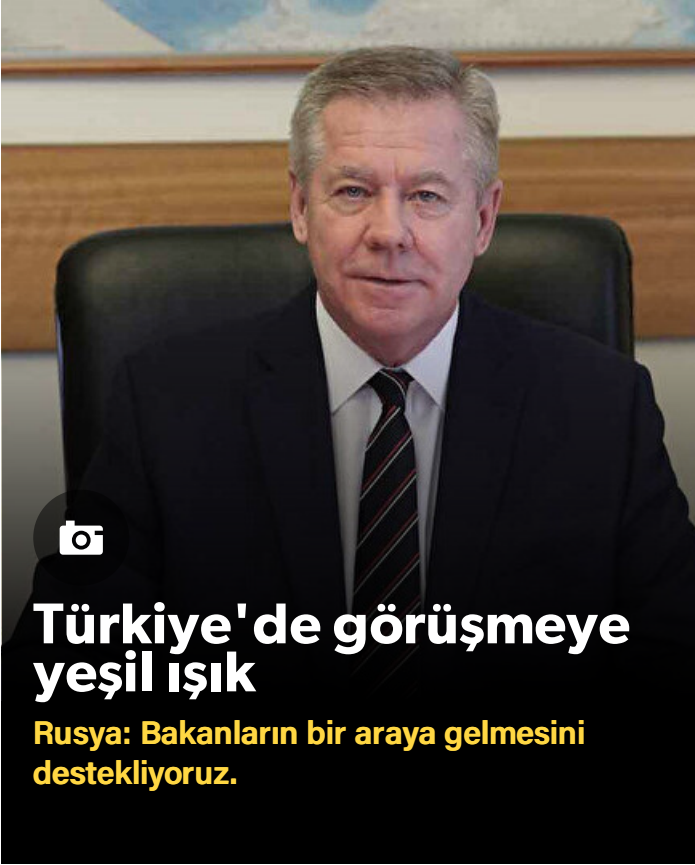 Türkiye'de görüşmeye
yeşil ışık
Rusya: Bakanların bir araya gelmesini
destekliyoruz.